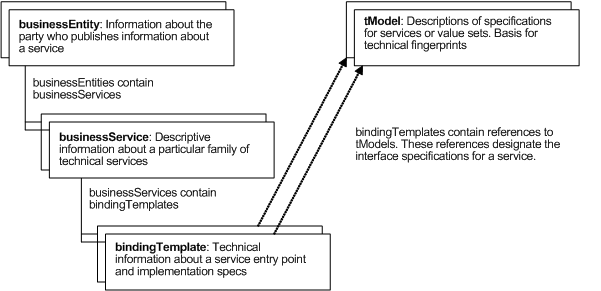 businessEntity: Information about the
party who publishes information about
a service
tModel: Descriptions of specifications
for services or value sets. Basis for
technical fingerprints
businessEntities contain
businessServices
businessService: Descriptive
information about a particular family of
technical services
bindingTemplates contain references to
tModels. These references designate the
interface specifications for a service.
businessServices contain
bindingTemplates
bindingTemplate: Technical
information about a service entry point
and implementation specs